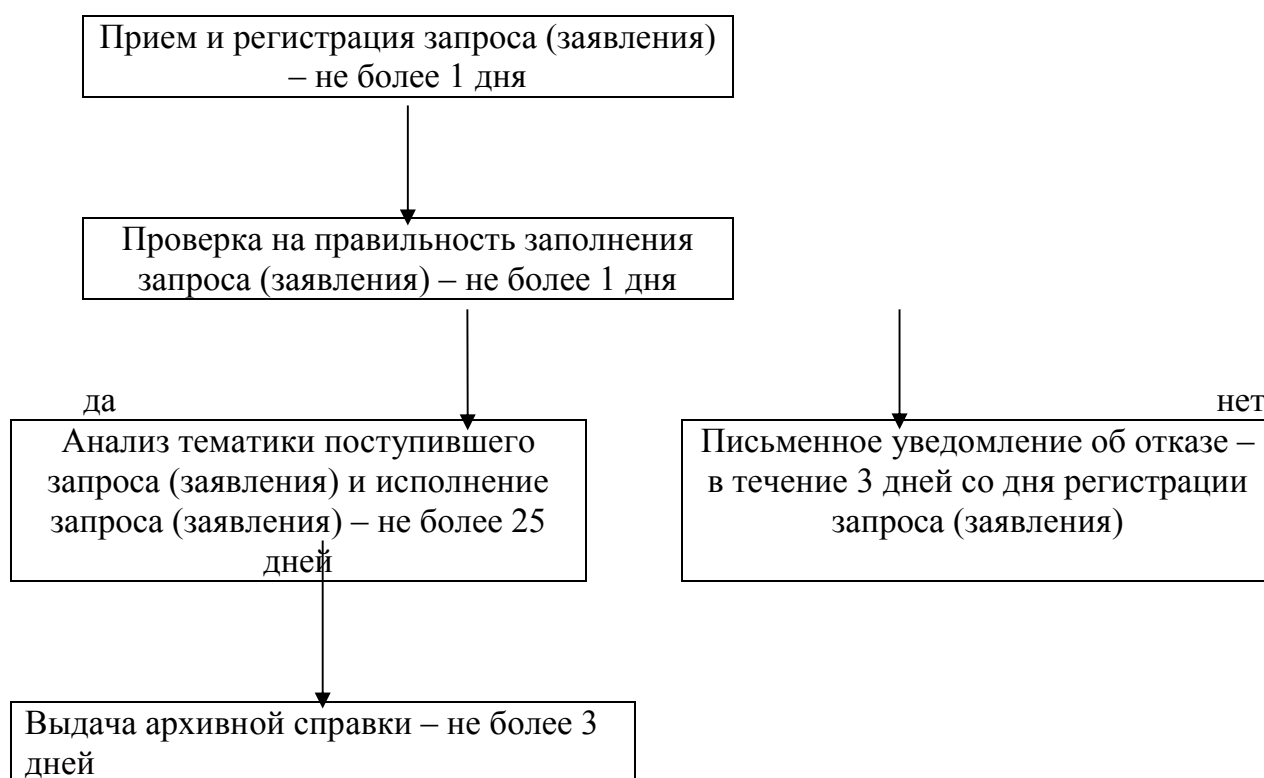 Прием и регистрация запроса (заявления)
– не более 1 дня
Проверка на правильность заполнения
запроса (заявления) – не более 1 дня
да
нет
Анализ тематики поступившего
запроса (заявления) и исполнение
запроса (заявления) – не более 25
дней
Письменное уведомление об отказе –
в течение 3 дней со дня регистрации
запроса (заявления)
Выдача архивной справки – не более 3
дней